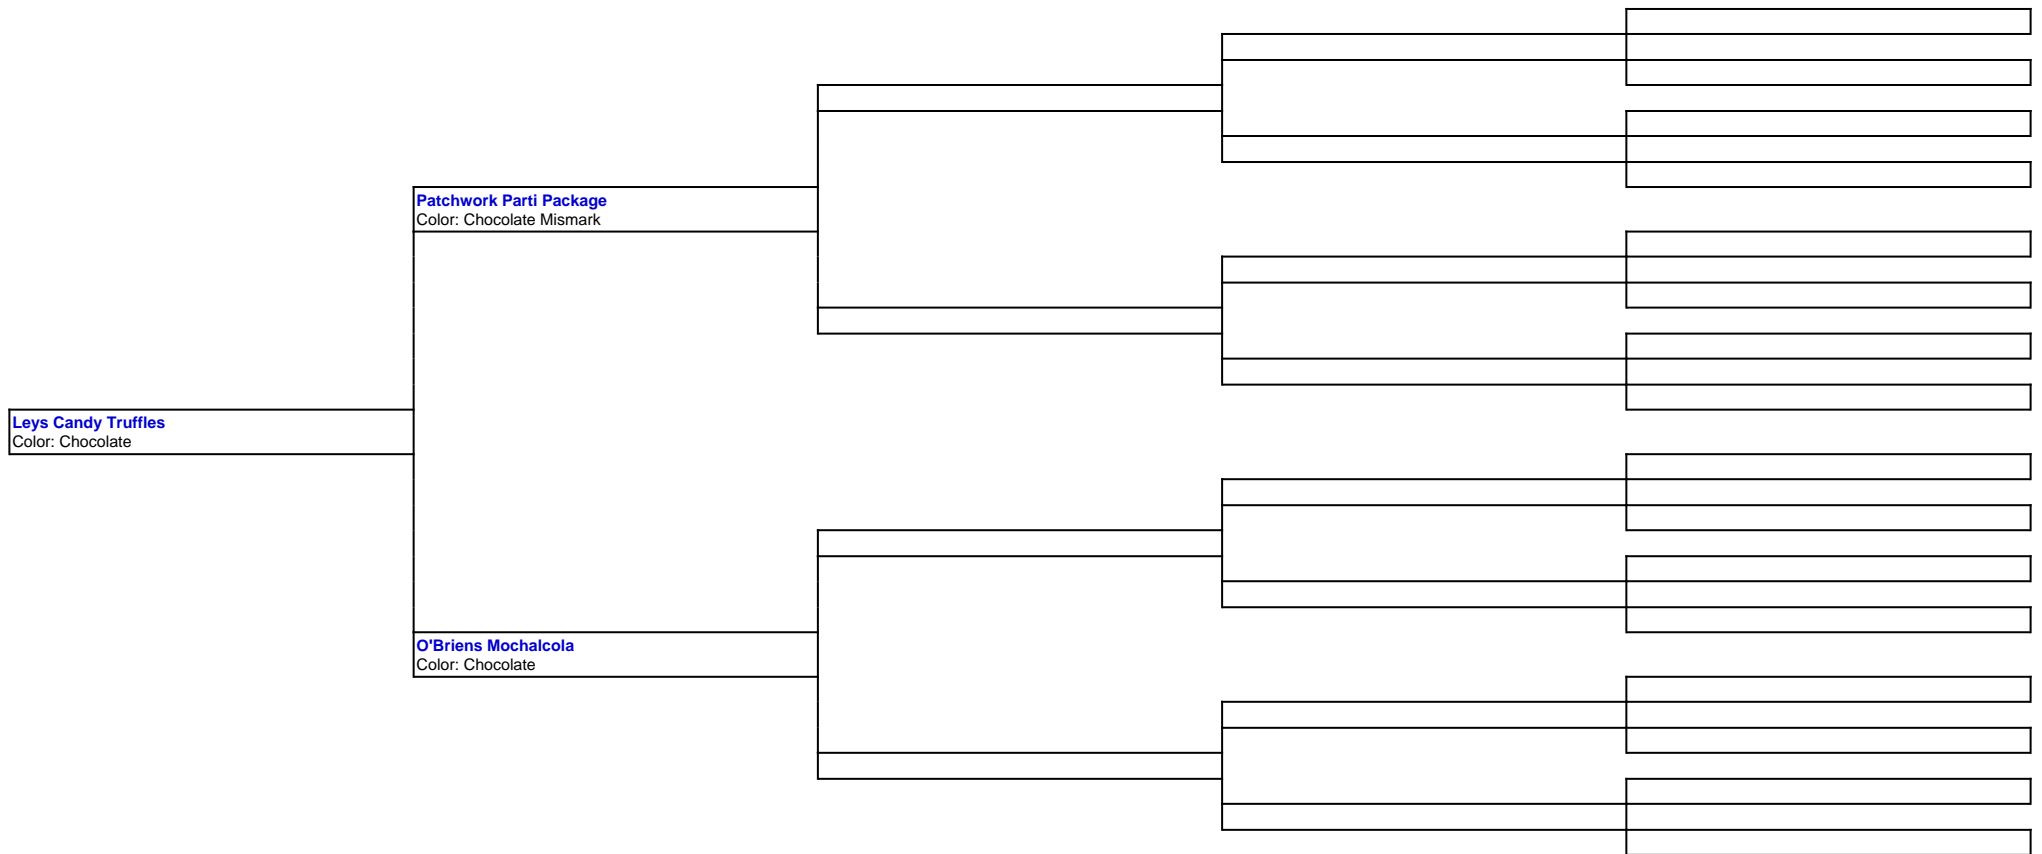 Patchwork Parti Package
Color: Chocolate Mismark
Leys Candy Truffles
Color: Chocolate
O'Briens Mochalcola
Color: Chocolate